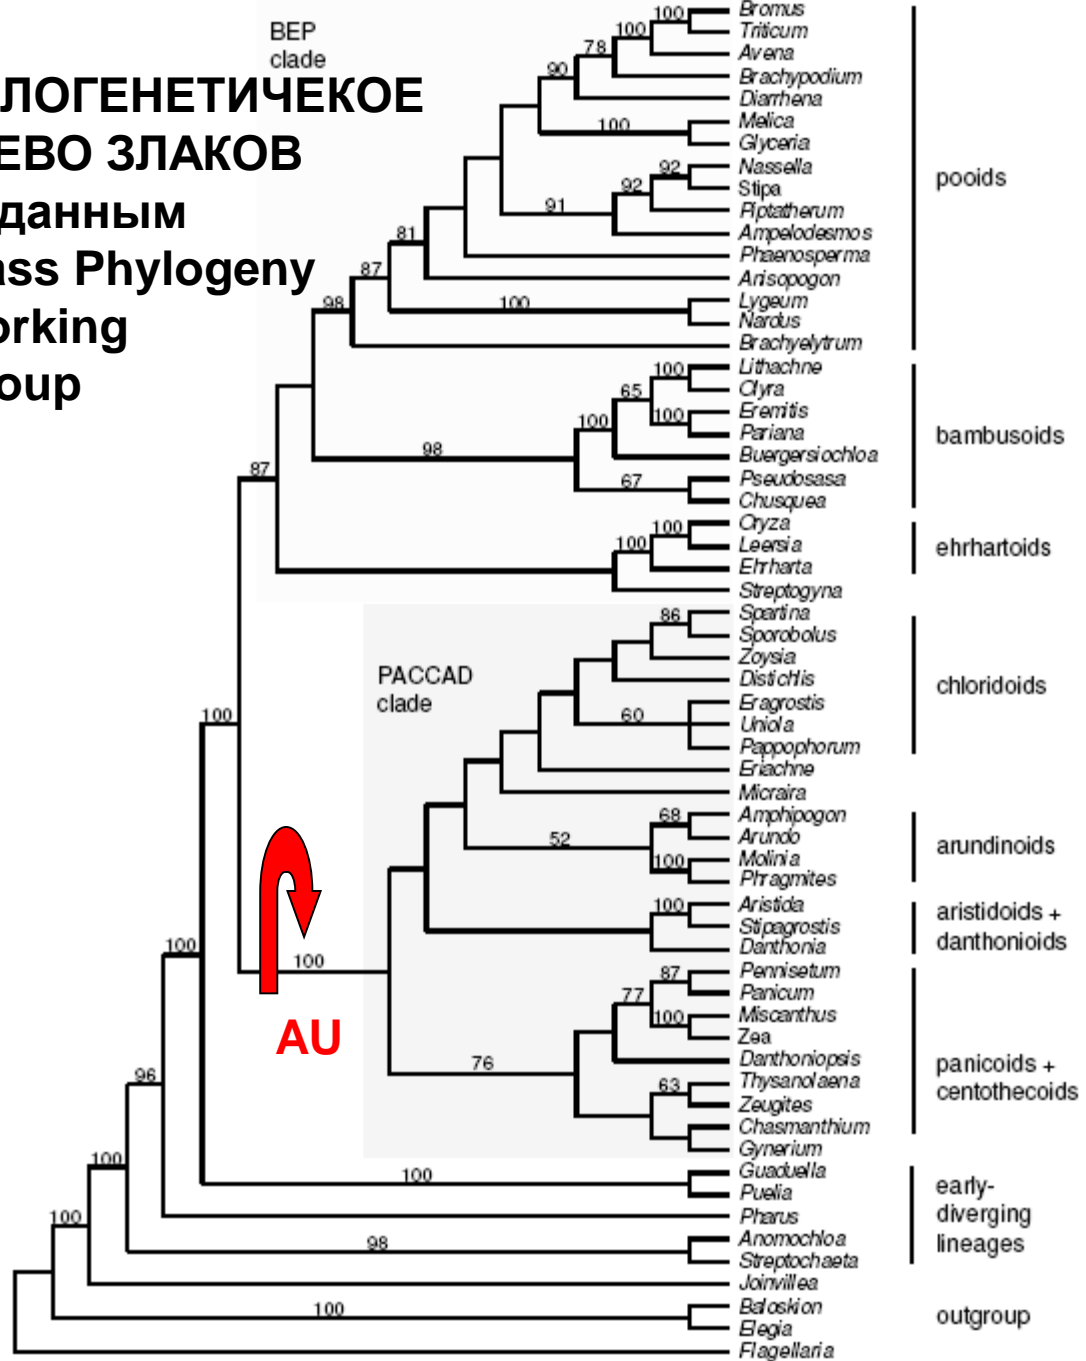 BEP
clade
ЛОГЕНЕТИЧЕКОЕ
ЕВО ЗЛАКОВ
данным
ass Phylogeny
orking
oup
100
Bromus
Triticum
100
Avena
78
Brachypodium
90
Diarrhena
Melica
100
Glyceria
Nassella
92
Stipa
92
Piptatherum
91
Ampelodesmos
Phaenosperma
81
Anisopogon
87
Lygeum
100
Nardus
98
Brachyelytrum
pooids
Lithachne
100
Olyra
65
Eremitis
100
Pariana
100
Buergersiochloa
98
Pseudosasa
67
Chusquea
bambusoids
87
Oryza
100
Leersia
100
Ehrharta
ehrhartoids
Streptogyna
PACCAD
clade
Spartina
86
Sporobolus
Zoysia
Distichlis
Eragrostis
60
Uniola
Pappophorum
chloridoids
100
Eriachne
Micraira
Amphipogon
68
Arundo
52
Molinia
100
Phragmites
arundinoids
Aristida
100
Stipagrostis
Danthonia
aristidoids +
danthonioids
100
100
AU
Pennisetum
87
Panicum
77
Miscanthus
100
Zea
Danthoniopsis
76
Thysanolaena
63
Zeugites
Chasmanthium
Gynerium
panicoids +
centothecoids
96
100
Guaduella
100
Puelia
Pharus
100
Anomochloa
98
Streptochaeta
early-
diverging
lineages
Joinvillea
Baloskion
100
Elegia
Flagellaria
outgroup